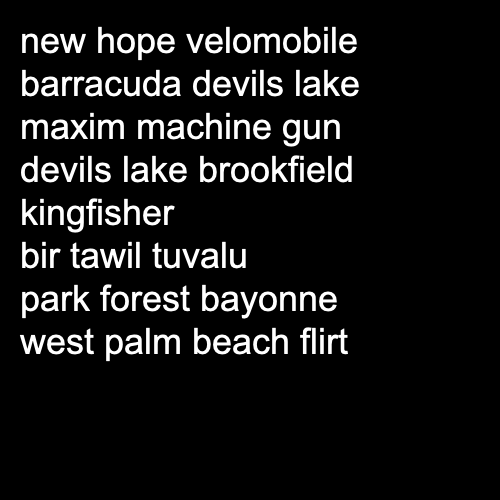 new hope velomobile
barracuda devils lake
maxim machine gun
devils lake brookfield
kingfisher
bir tawil tuvalu
park forest bayonne
west palm beach flirt